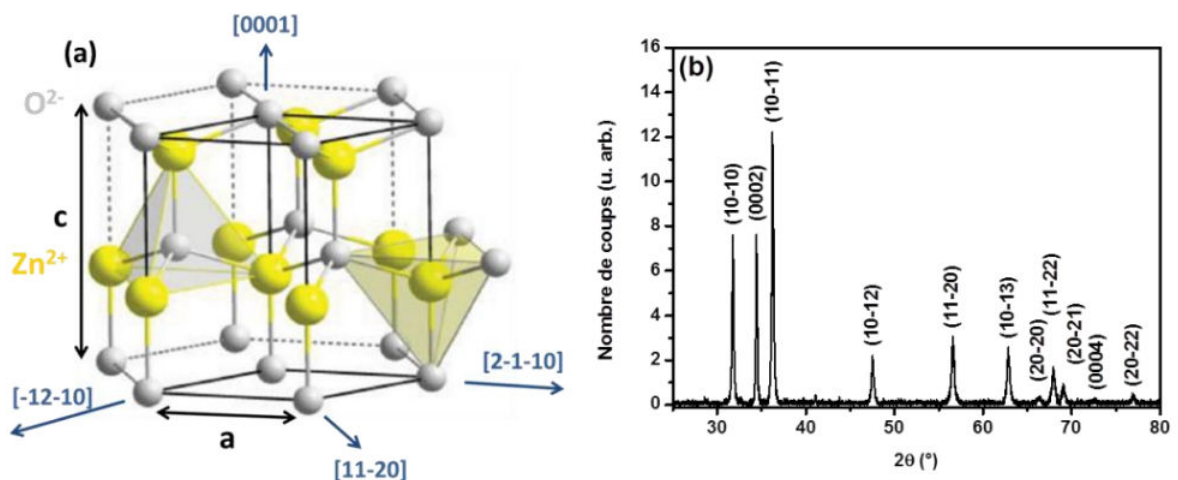 (a)
[0001]
O²⁻
c
Zn²⁺
[2-1-10]
[-12-10]
a
[11-20]
(b)
Nombre de coups (u. arb.)
16
14
12
10
8
6
4
2
0
(10-10)
(0002)
(10-11)
(10-12)
(11-20)
(10-13)
(20-20)
(11-22)
(20-21)
(0004)
(20-22)
30 40 50 60 70 80
2θ (°)